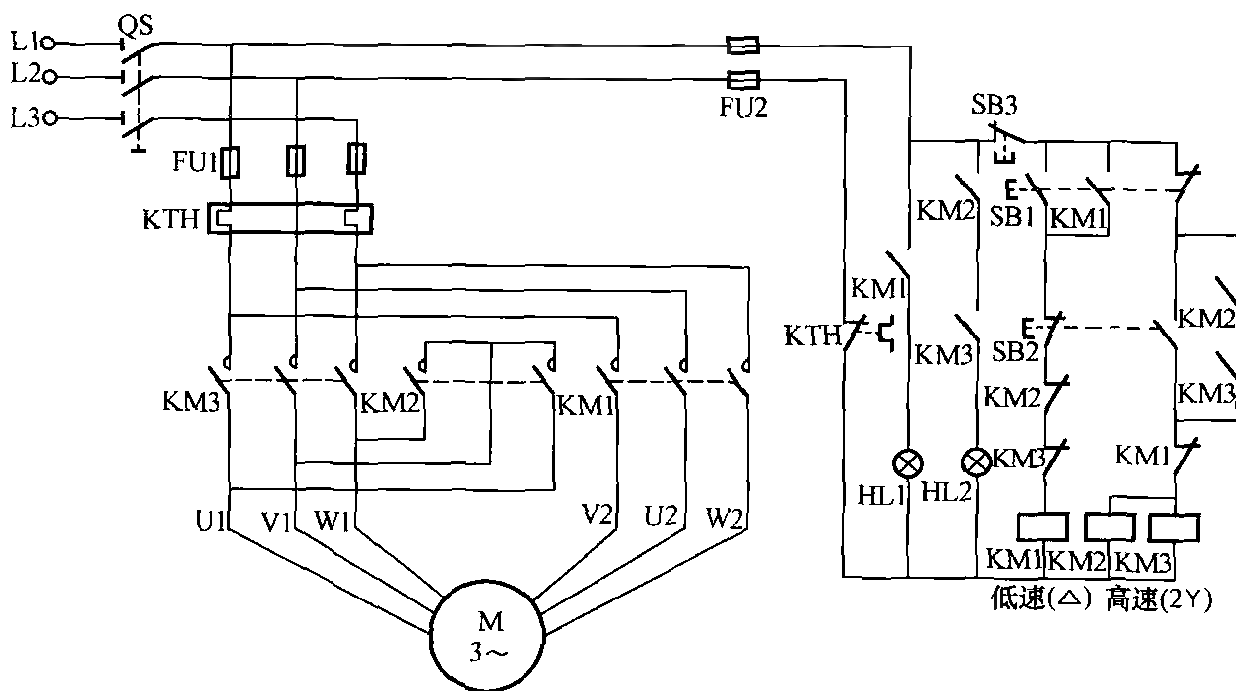 QS
L1
L2
L3
FU2
SB3
FU1
KTH
KM2
SB1
KM1
KM1
KM2
KTH
KM3
SB2
KM3
KM2
KM1
KM2
KM3
KM3
KM1
HL1
HL2
U1
V1
W1
V2
U2
W2
KM3
KM1
KM2
KM3
低速(△)
高速(2Y)
M
3~